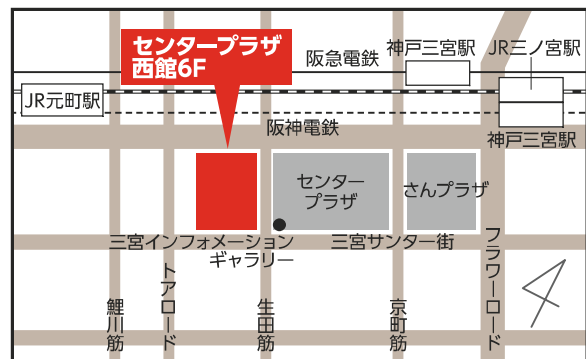 センタープラザ
西館6F
阪急電鉄
神戸三宮駅
JR三ノ宮駅
JR元町駅
阪神電鉄
神戸三宮駅
センター
プラザ
さんプラザ
三宮インフォメーション
ギャラリー
三宮サンター街
フラワーロード
鯉川筋
トアロード
生田筋
京町筋